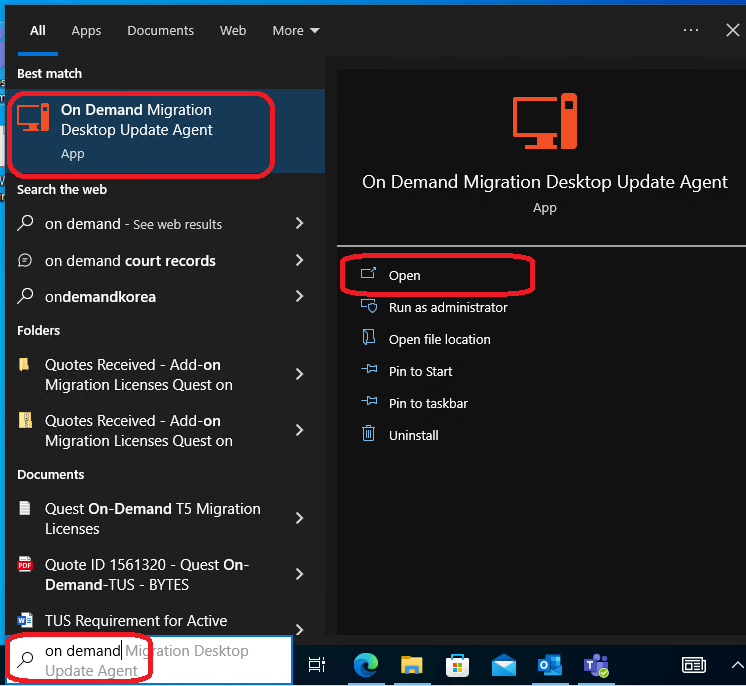 All Apps Documents Web More
Best match
On Demand Migration
Desktop Update Agent
App
Search the web
on demand - See web results
on demand court records
ondemandkorea
Folders
Quotes Received - Add-on
Migration Licenses Quest on
Quotes Received - Add-on
Migration Licenses Quest on
Documents
Quest On-Demand T5 Migration
Licenses
PDF
Quote ID 1561320 - Quest On-
Demand-TUS - BYTES
TUS Requirement for Active
on demand Migration Desktop
Update Agent
On Demand Migration Desktop Update Agent
App
Open
Run as administrator
Open file location
Pin to Start
Pin to taskbar
Uninstall